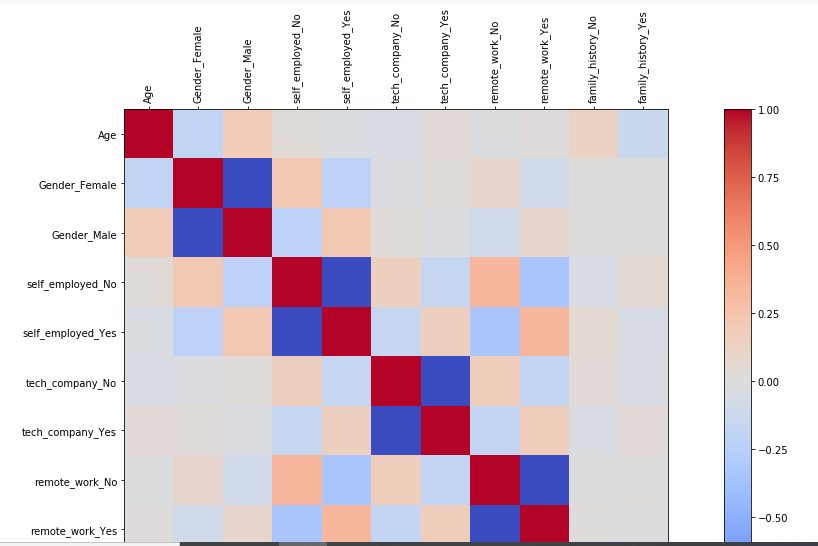 Age
Gender_Female
Gender_Male
self_employed_No
self_employed_Yes
tech_company_No
tech_company_Yes
remote_work_No
remote_work_Yes
family_history_No
family_history_Yes
Age
Gender_Female
Gender_Male
self_employed_No
self_employed_Yes
tech_company_No
tech_company_Yes
remote_work_No
remote_work_Yes
1.00
0.75
0.50
0.25
0.00
−0.25
−0.50